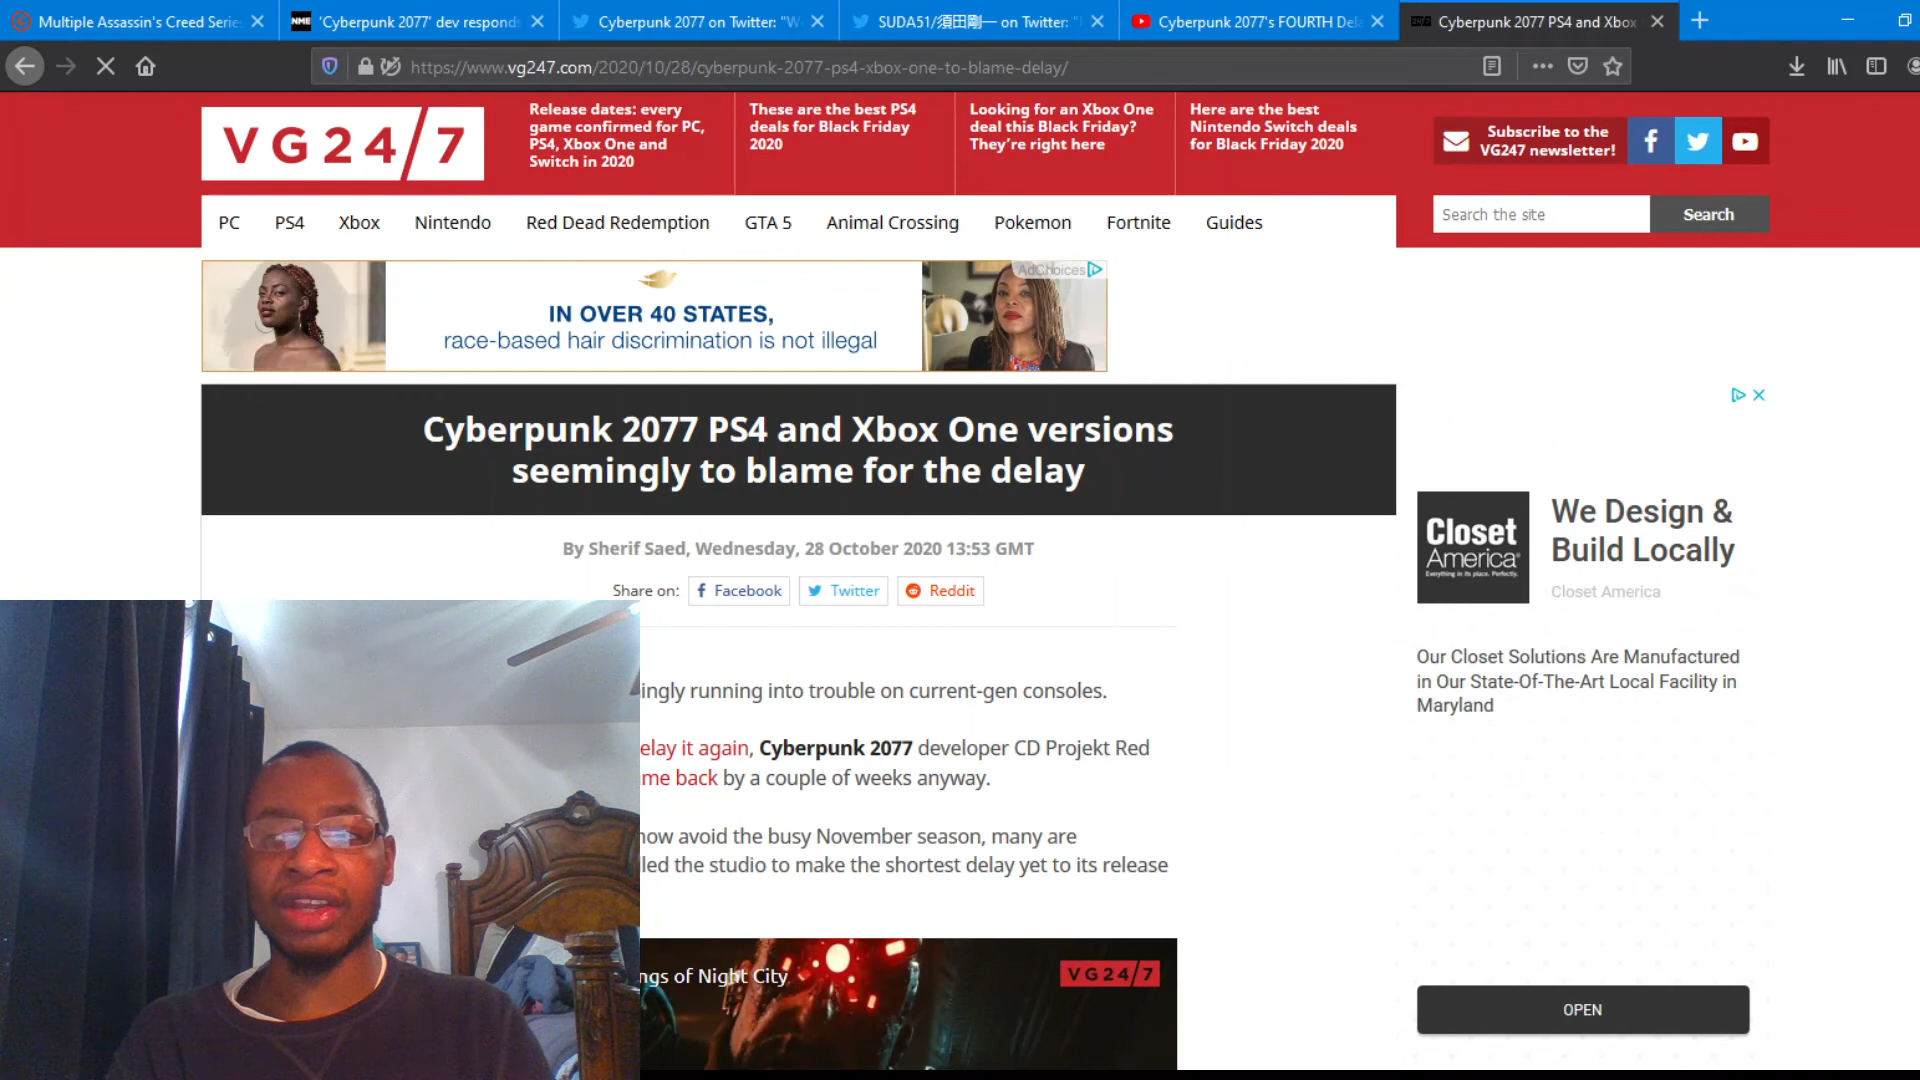 Multiple Assassin's Creed Serie
NME 'Cyberpunk 2077' dev responds
Cyberpunk 2077 on Twitter: "W
SUDA51/須田剛一 on Twitter: "
Cyberpunk 2077's FOURTH Del
Cyberpunk 2077 PS4 and Xbox
https://www.vg247.com/2020/10/28/cyberpunk-2077-ps4-xbox-one-to-blame-delay/
VG24/7
Release dates: every
game confirmed for PC,
PS4, Xbox One and
Switch in 2020
These are the best PS4
deals for Black Friday
2020
Looking for an Xbox One
deal this Black Friday?
They're right here
Here are the best
Nintendo Switch deals
for Black Friday 2020
Subscribe to the
VG247 newsletter!
PC PS4 Xbox Nintendo Red Dead Redemption GTA 5 Animal Crossing Pokemon Fortnite Guides
Search the site
Search
AdChoices
IN OVER 40 STATES,
race-based hair discrimination is not illegal
Cyberpunk 2077 PS4 and Xbox One versions
seemingly to blame for the delay
By Sherif Saed, Wednesday, 28 October 2020 13:53 GMT
Share on: Facebook Twitter Reddit
ingly running into trouble on current-gen consoles.
elay it again, Cyberpunk 2077 developer CD Projekt Red
me back by a couple of weeks anyway.
now avoid the busy November season, many are
led the studio to make the shortest delay yet to its release
ngs of Night City
VG24/7
Closet
America
Everything in its place. Perfectly.
We Design &
Build Locally
Closet America
Our Closet Solutions Are Manufactured
in Our State-Of-The-Art Local Facility in
Maryland
OPEN